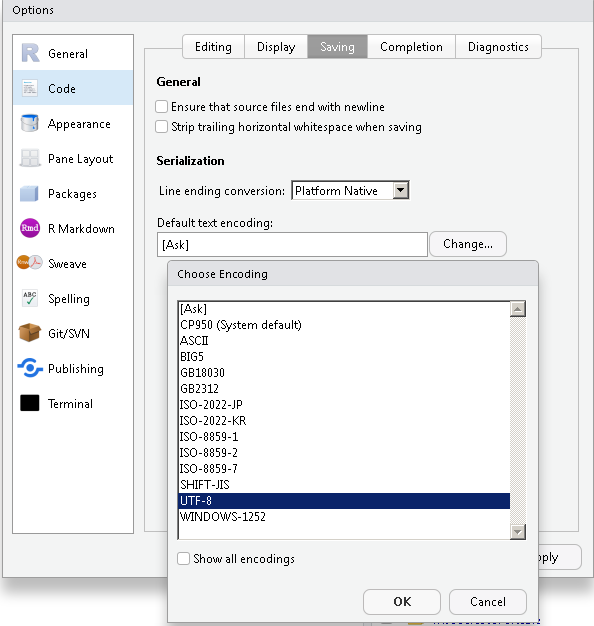 Options
General
Code
Appearance
Pane Layout
Packages
Rmd R Markdown
Sweave
ABC Spelling
Git/SVN
Publishing
Terminal
Editing Display Saving Completion Diagnostics
General
Ensure that source files end with newline
Strip trailing horizontal whitespace when saving
Serialization
Line ending conversion: Platform Native
Default text encoding:
[Ask] Change...
Choose Encoding
[Ask]
CP950 (System default)
ASCII
BIG5
GB18030
GB2312
ISO-2022-JP
ISO-2022-KR
ISO-8859-1
ISO-8859-2
ISO-8859-7
SHIFT-JIS
UTF-8
WINDOWS-1252
Show all encodings
OK Cancel